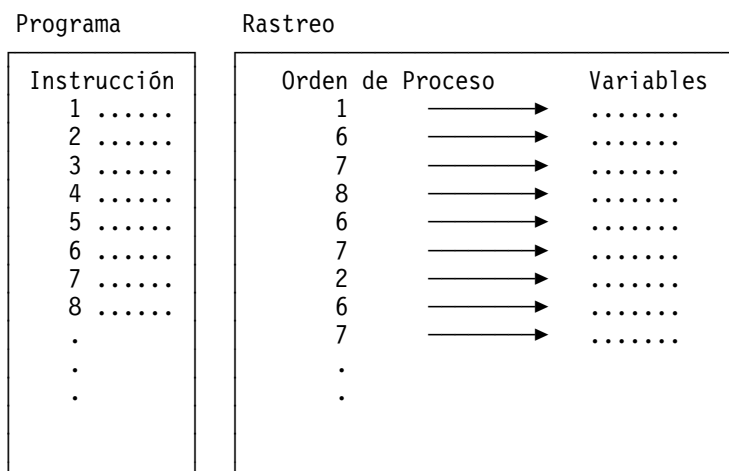 Programa Rastreo
Instrucción Orden de Proceso Variables
1 ...... 1 .......
2 ...... 6 .......
3 ...... 7 .......
4 ...... 8 .......
5 ...... 6 .......
6 ...... 7 .......
7 ...... 2 .......
8 ...... 6 .......
. 7 .......
. .
. .